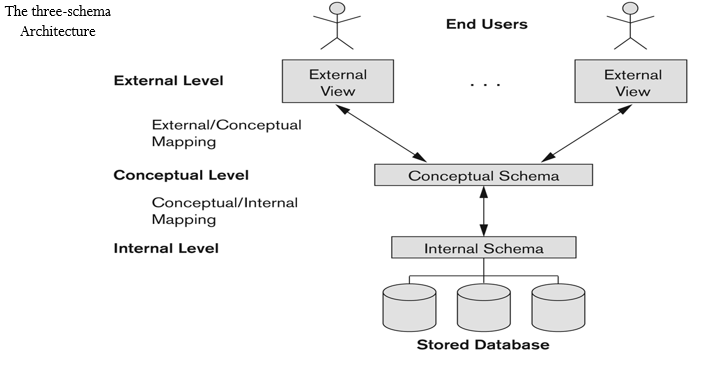 The three-schema
Architecture
End Users
External Level
External
View
. . .
External
View
External/Conceptual
Mapping
Conceptual Level
Conceptual Schema
Conceptual/Internal
Mapping
Internal Level
Internal Schema
Stored Database